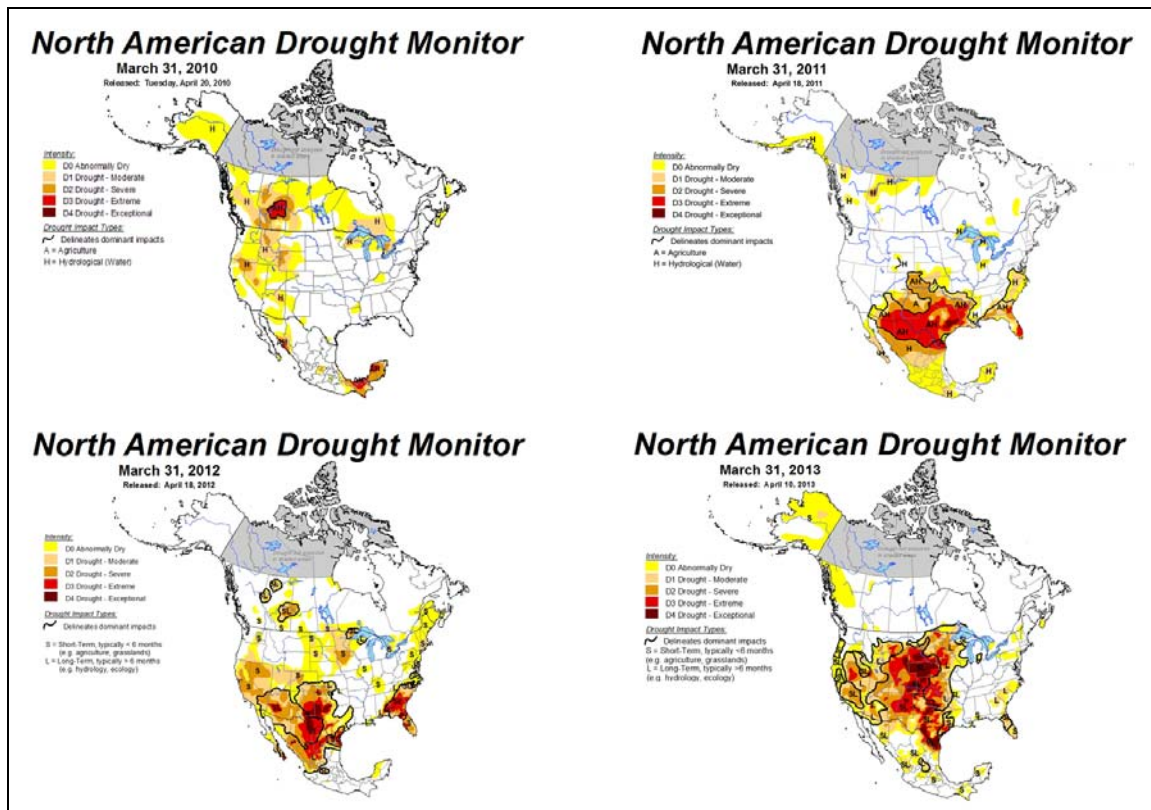 North American Drought Monitor
March 31, 2010
Released: Tuesday, April 20, 2010
Intensity:
D0 Abnormally Dry
D1 Drought - Moderate
D2 Drought - Severe
D3 Drought - Extreme
D4 Drought - Exceptional
Drought Impact Types:
Delineates dominant impacts
A = Agriculture
H = Hydrological (Water)
North American Drought Monitor
March 31, 2011
Released: April 18, 2011
Intensity:
D0 Abnormally Dry
D1 Drought - Moderate
D2 Drought - Severe
D3 Drought - Extreme
D4 Drought - Exceptional
Drought Impact Types:
Delineates dominant impacts
A = Agriculture
H = Hydrological (Water)
North American Drought Monitor
March 31, 2012
Released: April 18, 2012
Intensity:
D0 Abnormally Dry
D1 Drought - Moderate
D2 Drought - Severe
D3 Drought - Extreme
D4 Drought - Exceptional
Drought Impact Types:
Delineates dominant impacts
S = Short-Term, typically < 6 months
(e.g. agriculture, grasslands)
L = Long-Term, typically > 6 months
(e.g. hydrology, ecology)
North American Drought Monitor
March 31, 2013
Released: April 10, 2013
Intensity:
D0 Abnormally Dry
D1 Drought - Moderate
D2 Drought - Severe
D3 Drought - Extreme
D4 Drought - Exceptional
Drought Impact Types:
Delineates dominant impacts
S = Short-Term, typically <6 months
(e.g. agriculture, grasslands)
L = Long-Term, typically >6 months
(e.g. hydrology, ecology)